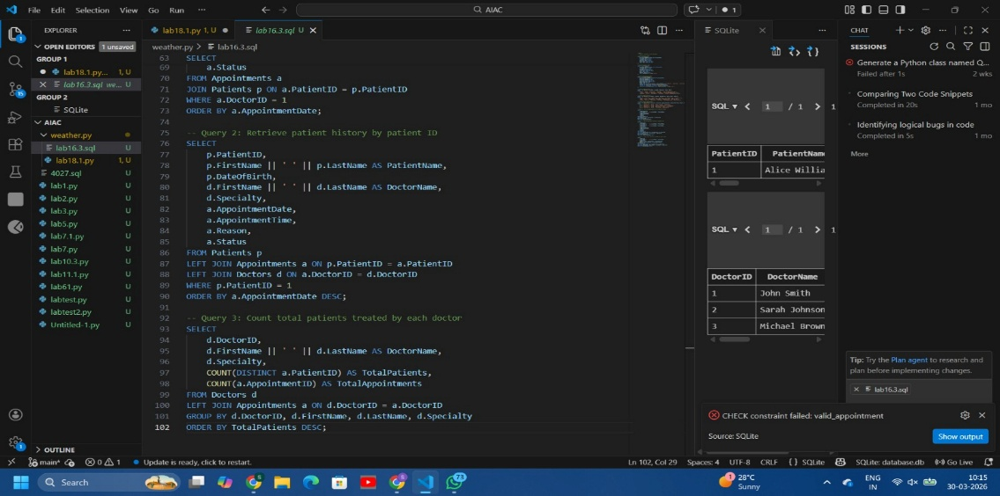 File Edit Selection View Go Run ··· AIAC 1
EXPLORER
OPEN EDITORS 1 unsaved
GROUP 1
lab18.1.py... 1, U
lab16.3.sql we... U
GROUP 2
SQLite
AIAC
weather.py
lab16.3.sql U
lab18.1.py 1, U
4027.sql U
lab1.py U
lab2.py U
lab3.py U
lab5.py U
lab7.1.py U
lab7.py U
lab10.3.py U
lab11.1.py U
lab61.py U
labtest.py U
labtest2.py U
Untitled-1.py U
OUTLINE
lab18.1.py 1, U
lab16.3.sql U
weather.py > lab16.3.sql
63 SELECT
69 a.Status
70 FROM Appointments a
71 JOIN Patients p ON a.PatientID = p.PatientID
72 WHERE a.DoctorID = 1
73 ORDER BY a.AppointmentDate;
74
75 -- Query 2: Retrieve patient history by patient ID
76 SELECT
77 p.PatientID,
78 p.FirstName || ' ' || p.LastName AS PatientName,
79 p.DateOfBirth,
80 d.FirstName || ' ' || d.LastName AS DoctorName,
81 d.Specialty,
82 a.AppointmentDate,
83 a.AppointmentTime,
84 a.Reason,
85 a.Status
86 FROM Patients p
87 LEFT JOIN Appointments a ON p.PatientID = a.PatientID
88 LEFT JOIN Doctors d ON a.DoctorID = d.DoctorID
89 WHERE p.PatientID = 1
90 ORDER BY a.AppointmentDate DESC;
91
92 -- Query 3: Count total patients treated by each doctor
93 SELECT
94 d.DoctorID,
95 d.FirstName || ' ' || d.LastName AS DoctorName,
96 d.Specialty,
97 COUNT(DISTINCT a.PatientID) AS TotalPatients,
98 COUNT(a.AppointmentID) AS TotalAppointments
99 FROM Doctors d
100 LEFT JOIN Appointments a ON d.DoctorID = a.DoctorID
101 GROUP BY d.DoctorID, d.FirstName, d.LastName, d.Specialty
102 ORDER BY TotalPatients DESC;
SQLite
SQL 1 / 1 1
PatientID PatientName
1 Alice Willia
SQL 1 / 1 1
DoctorID DoctorName
1 John Smith
2 Sarah Johnson
3 Michael Brown
CHAT
SESSIONS
Generate a Python class named Q...
Failed after 1s 2 wks
Comparing Two Code Snippets
Completed in 20s 1 mo
Identifying logical bugs in code
Completed in 5s 1 mo
More
Tip: Try the Plan agent to research and
plan before implementing changes.
lab16.3.sql
CHECK constraint failed: valid_appointment
Source: SQLite
Show output
main* 0 1 Update is ready, click to restart. Ln 102, Col 29 Spaces: 4 UTF-8 CRLF {} SQLite SQLite: database.db Go Live
Search
73
28°C
Sunny
ENG
IN
10:15
30-03-2026